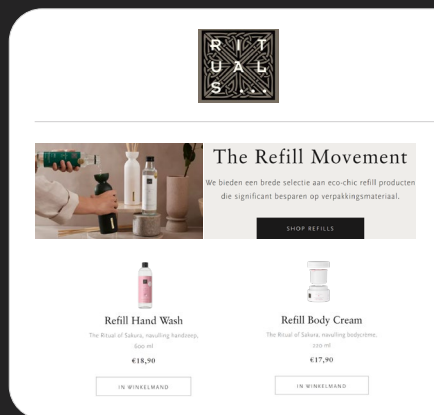 RIT
UAL
S...
The Refill Movement
We bieden een brede selectie aan eco-chic refill producten
die significant besparen op verpakkingsmateriaal.
SHOP REFILLS
Refill Hand Wash
The Ritual of Sakura, navulling handzeep,
600 ml
€18,90
IN WINKELMAND
Refill Body Cream
The Ritual of Sakura, navulling bodycrème,
220 ml
€17,90
IN WINKELMAND